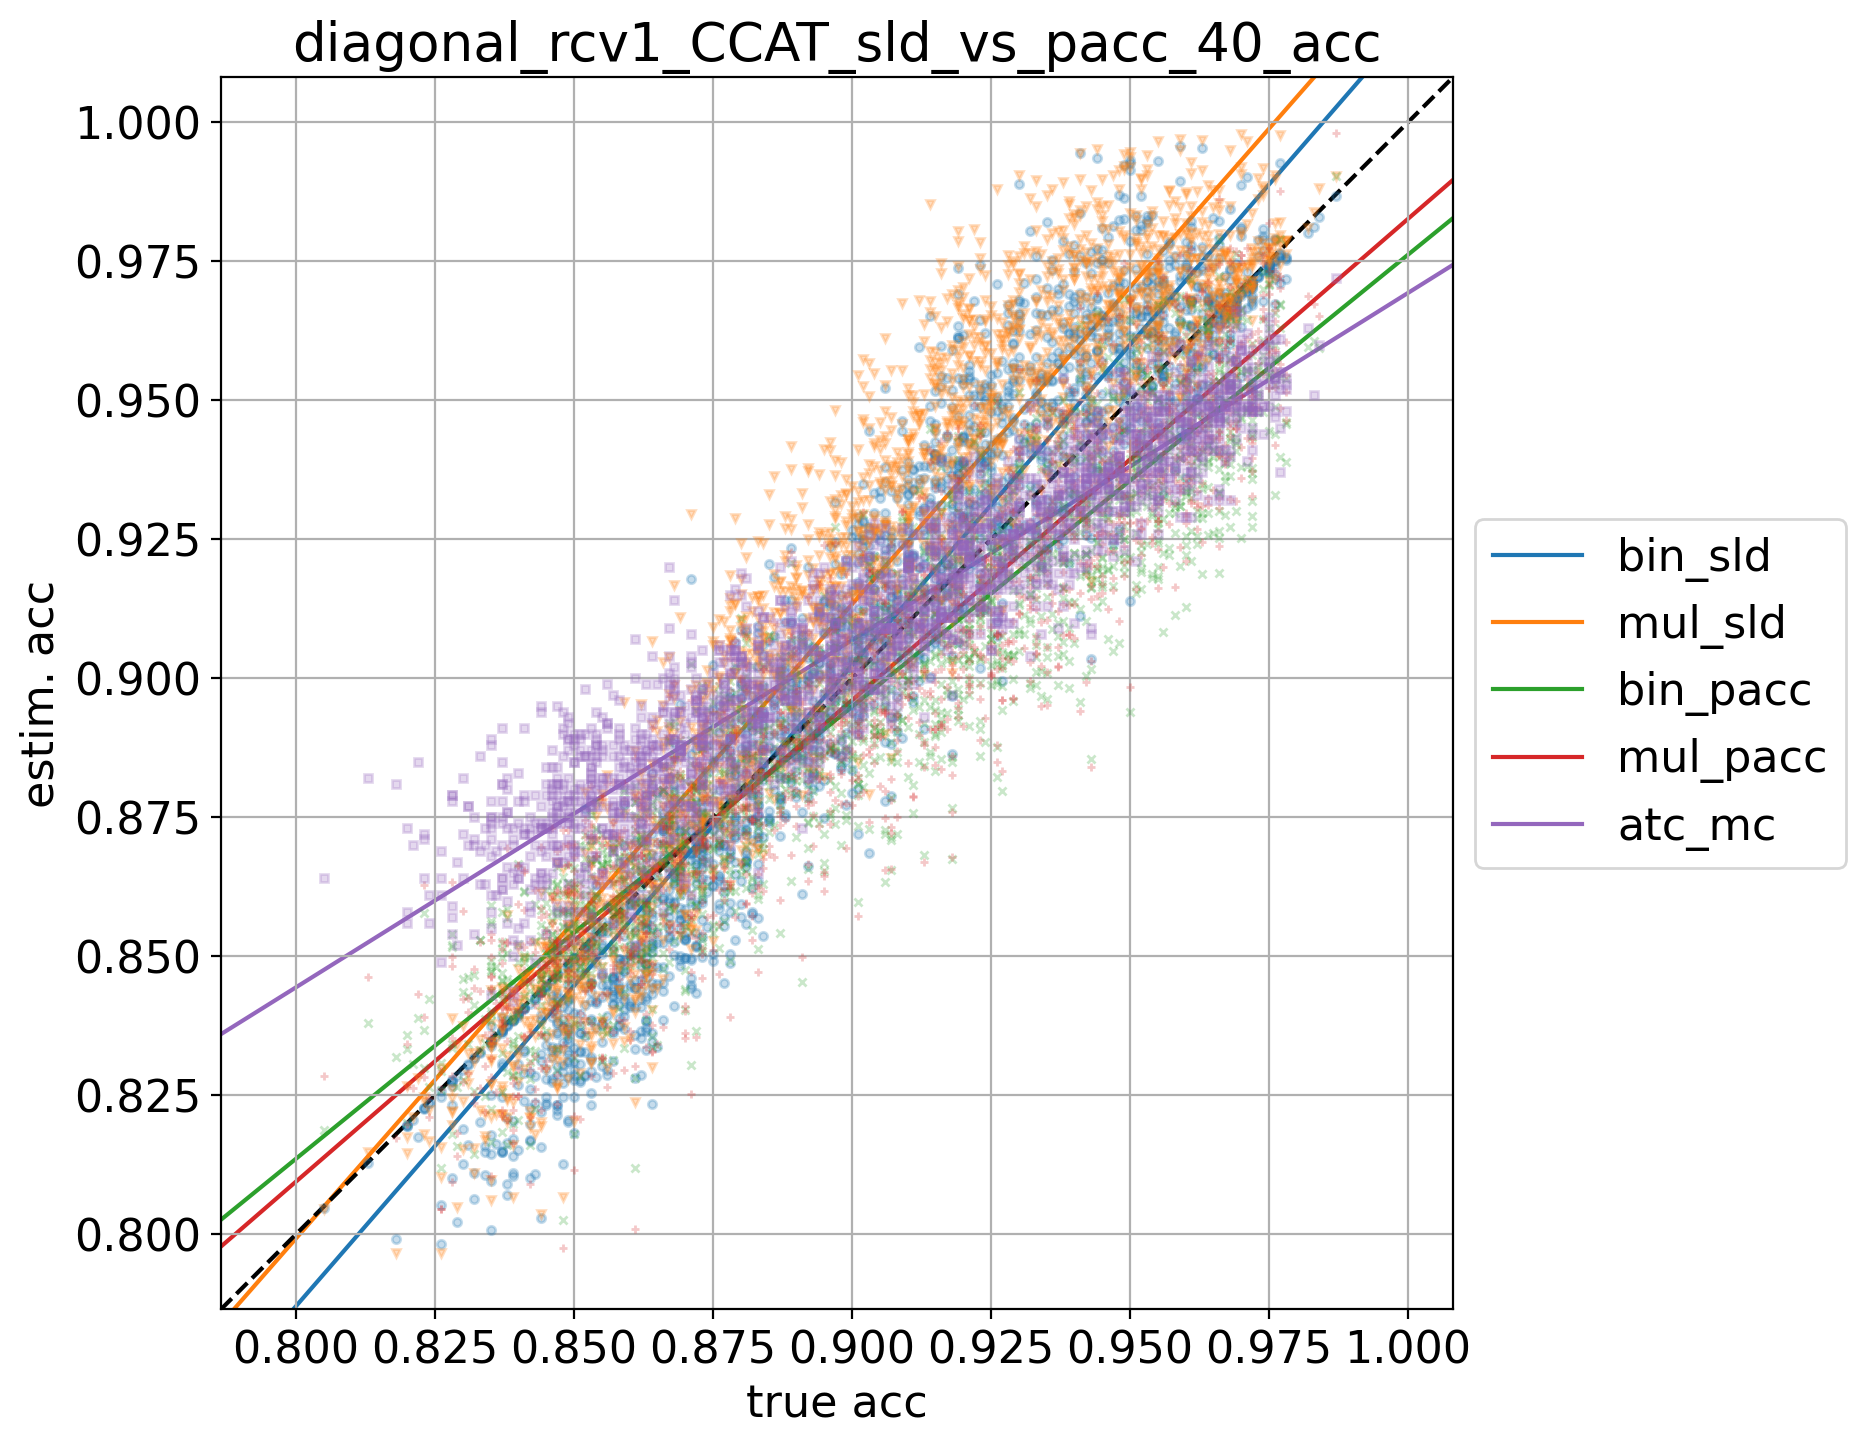 diagonal_rcv1_CCAT_sld_vs_pacc_40_acc
1.000
0.975
0.950
0.925
0.900
0.875
0.850
0.825
0.800
estim. acc
0.800 0.825 0.850 0.875 0.900 0.925 0.950 0.975 1.000
true acc
bin_sld
mul_sld
bin_pacc
mul_pacc
atc_mc